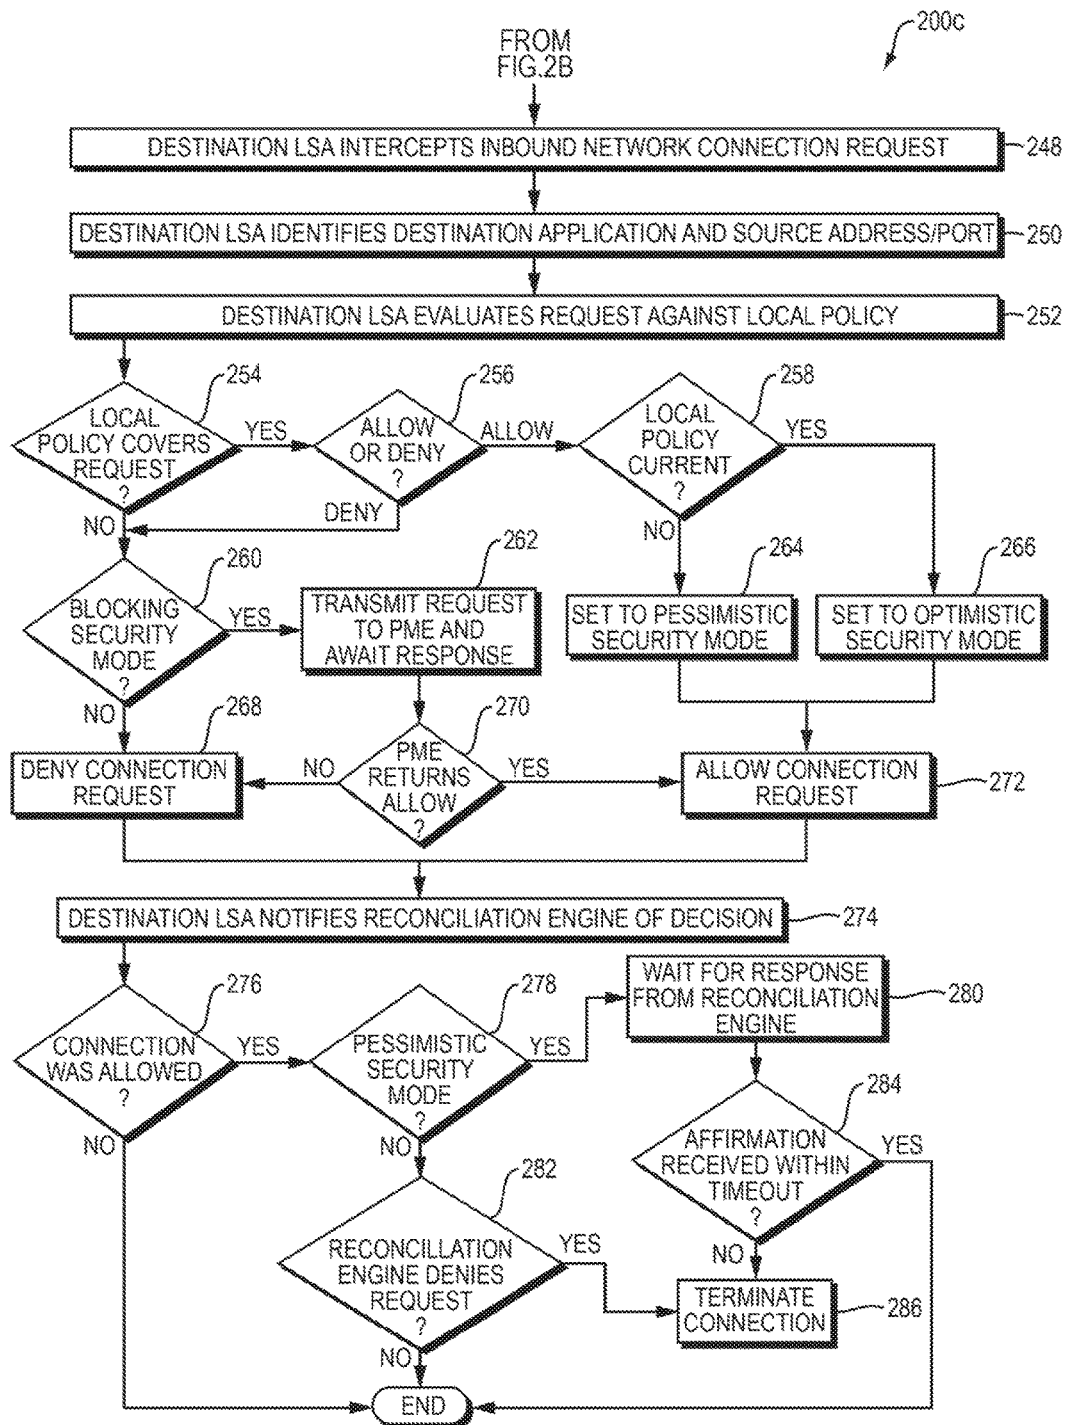 200c
FROM
FIG.2B
DESTINATION LSA INTERCEPTS INBOUND NETWORK CONNECTION REQUEST
248
DESTINATION LSA IDENTIFIES DESTINATION APPLICATION AND SOURCE ADDRESS/PORT
250
DESTINATION LSA EVALUATES REQUEST AGAINST LOCAL POLICY
252
254
LOCAL
POLICY COVERS
REQUEST
?
YES
NO
256
ALLOW
OR DENY
?
ALLOW
DENY
258
LOCAL
POLICY
CURRENT
?
YES
NO
260
BLOCKING
SECURITY
MODE
?
YES
NO
262
TRANSMIT REQUEST
TO PME AND
AWAIT RESPONSE
264
SET TO PESSIMISTIC
SECURITY MODE
266
SET TO OPTIMISTIC
SECURITY MODE
268
DENY CONNECTION
REQUEST
270
PME
RETURNS
ALLOW
?
NO
YES
ALLOW CONNECTION
REQUEST
272
DESTINATION LSA NOTIFIES RECONCILIATION ENGINE OF DECISION
274
276
CONNECTION
WAS ALLOWED
?
YES
NO
278
PESSIMISTIC
SECURITY
MODE
?
YES
NO
WAIT FOR RESPONSE
FROM RECONCILIATION
ENGINE
280
282
RECONCILLATION
ENGINE DENIES
REQUEST
?
YES
NO
284
AFFIRMATION
RECEIVED WITHIN
TIMEOUT
?
YES
NO
TERMINATE
CONNECTION
286
END